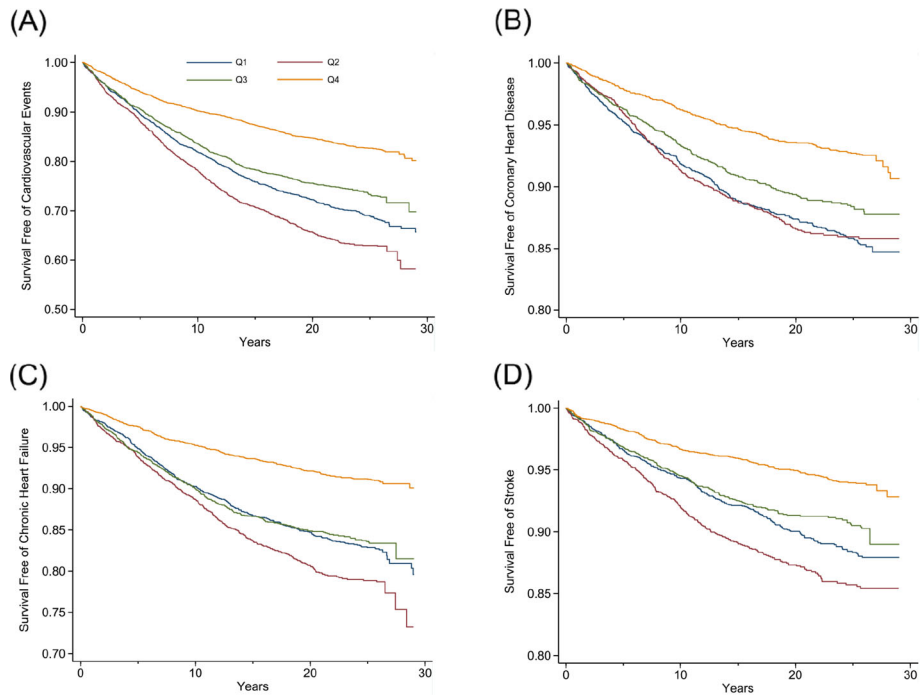 (A)
Survival Free of Cardiovascular Events
1.00
0.90
0.80
0.70
0.60
0.50
Q1 Q2
Q3 Q4
0 10 20 30
Years
(B)
Survival Free of Coronary Heart Disease
1.00
0.95
0.90
0.85
0.80
0 10 20 30
Years
(C)
Survival Free of Chronic Heart Failure
1.00
0.95
0.90
0.85
0.80
0.75
0.70
0 10 20 30
Years
(D)
Survival Free of Stroke
1.00
0.95
0.90
0.85
0.80
0 10 20 30
Years